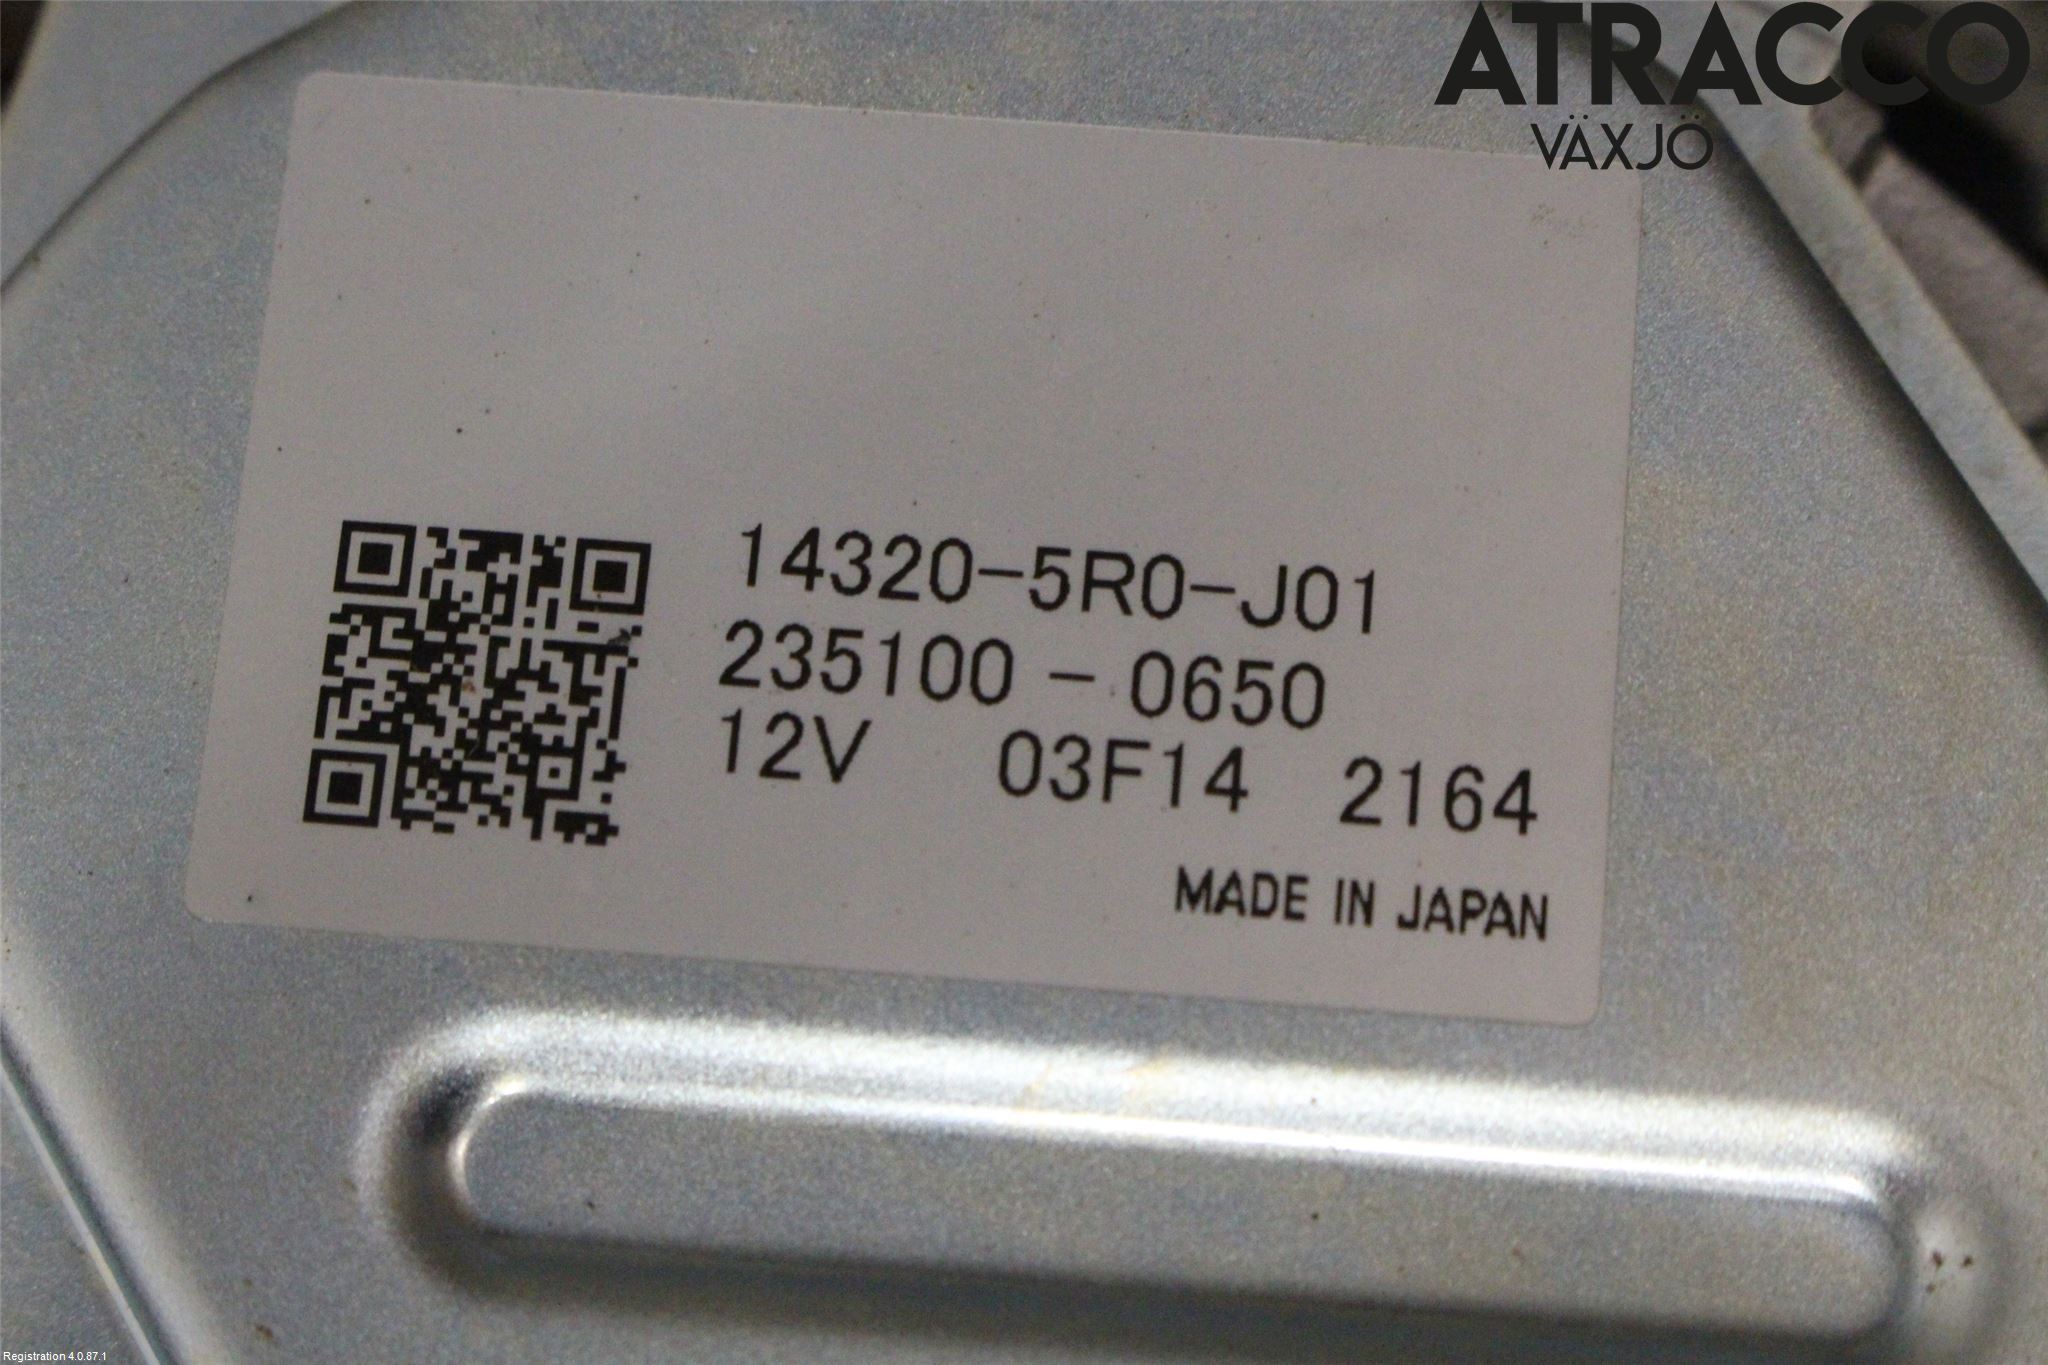 ATRACCO
VÄXJÖ
14320-5R0-J01
235100-0650
12V 03F14 2164
MADE IN JAPAN
Registration 4.0.87.1